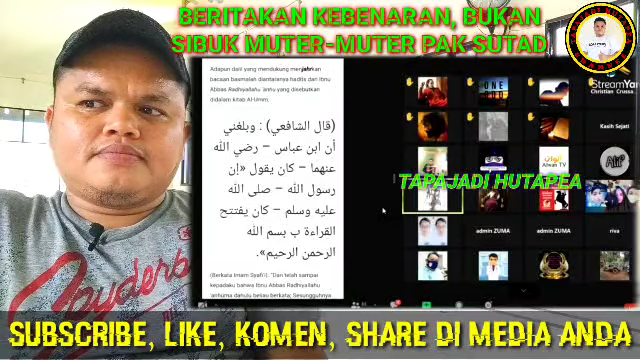 BERITAKAN KEBENARAN, BUKAN
SIBUK MUTER-MUTER PAK SUTAD
Adapun dalil yang mendukung menjahrkan
bacaan basmalah diantaranya hadits dari Ibnu
Abbas Radhiyallahu 'anhu yang disebutkan
didalam kitab Al-Umm,
(قال الشافعي) : وبلغني
أن ابن عباس – رضي الله
عنهما – كان يقول «إن
رسول الله – صلى الله
عليه وسلم – كان يفتتح
القراءة ب بسم الله
الرحمن الرحيم».
(Berkata Imam Syafi'i): "Dan telah sampai
kepadaku bahwa Ibnu Abbas Radhiyallahu
'anhuma dahulu beliau berkata; Sesungguhnya
StreamYard
Christian Crussa
ONE
YOU
Kasih Sejati
Alwan TV
TAPAJADI HUTAPEA
admin ZUMA
admin ZUMA
riva
Spyderbilt
SUBSCRIBE, LIKE, KOMEN, SHARE DI MEDIA ANDA